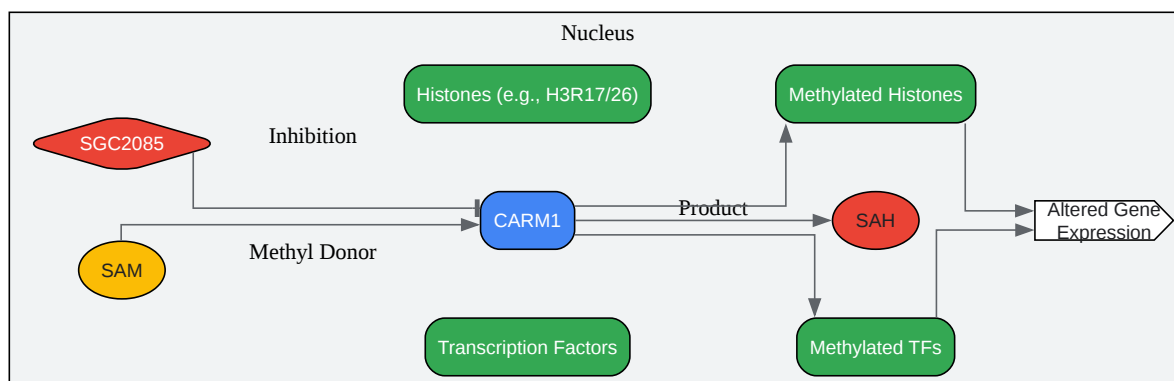 Nucleus
Histones (e.g., H3R17/26)
Methylated Histones
SGC2085
Inhibition
CARM1
Product
SAH
Altered Gene
Expression
Methyl Donor
SAM
Transcription Factors
Methylated TFs